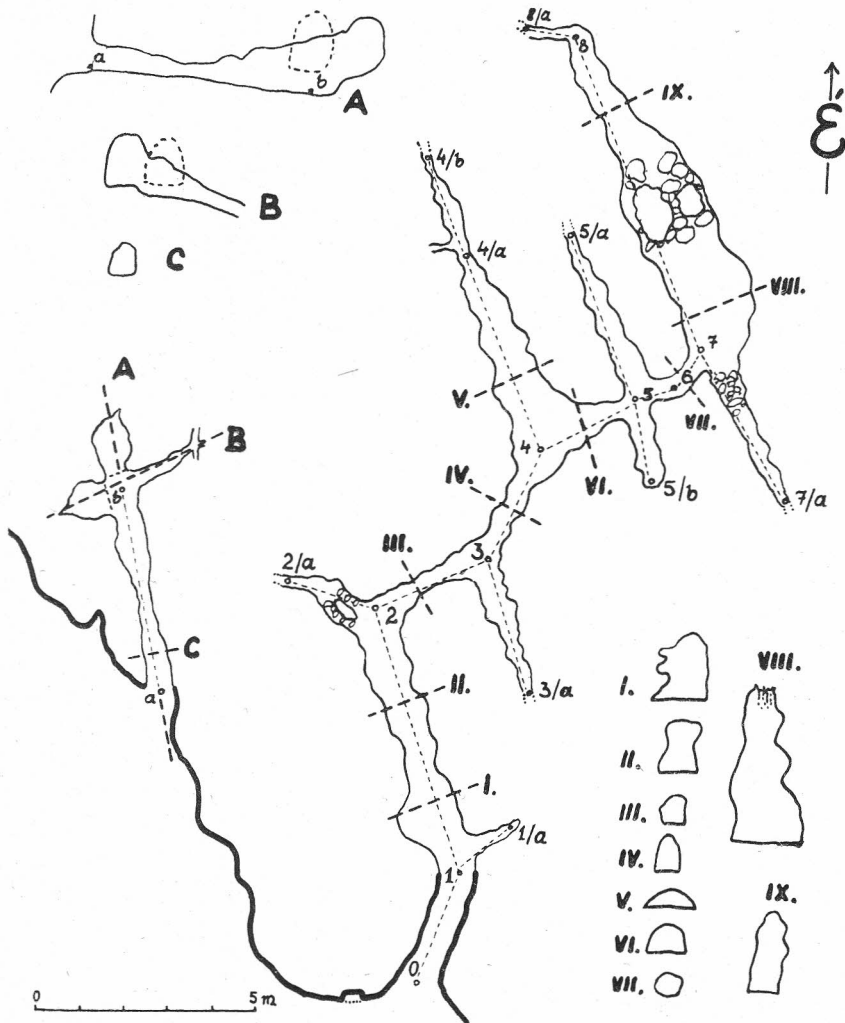 8/a
8
a
b
A
IX.
É
4/b
B
C
4/a
5/a
VIII.
A
7
V.
5
6
B
VII.
4
b
VI.
5/b
IV.
7/a
III.
3
2/a
2
C
VIII.
a
II.
3/a
I.
II.
I.
III.
1/a
IV.
1
V.
IX.
VI.
0
VII.
0
5 m